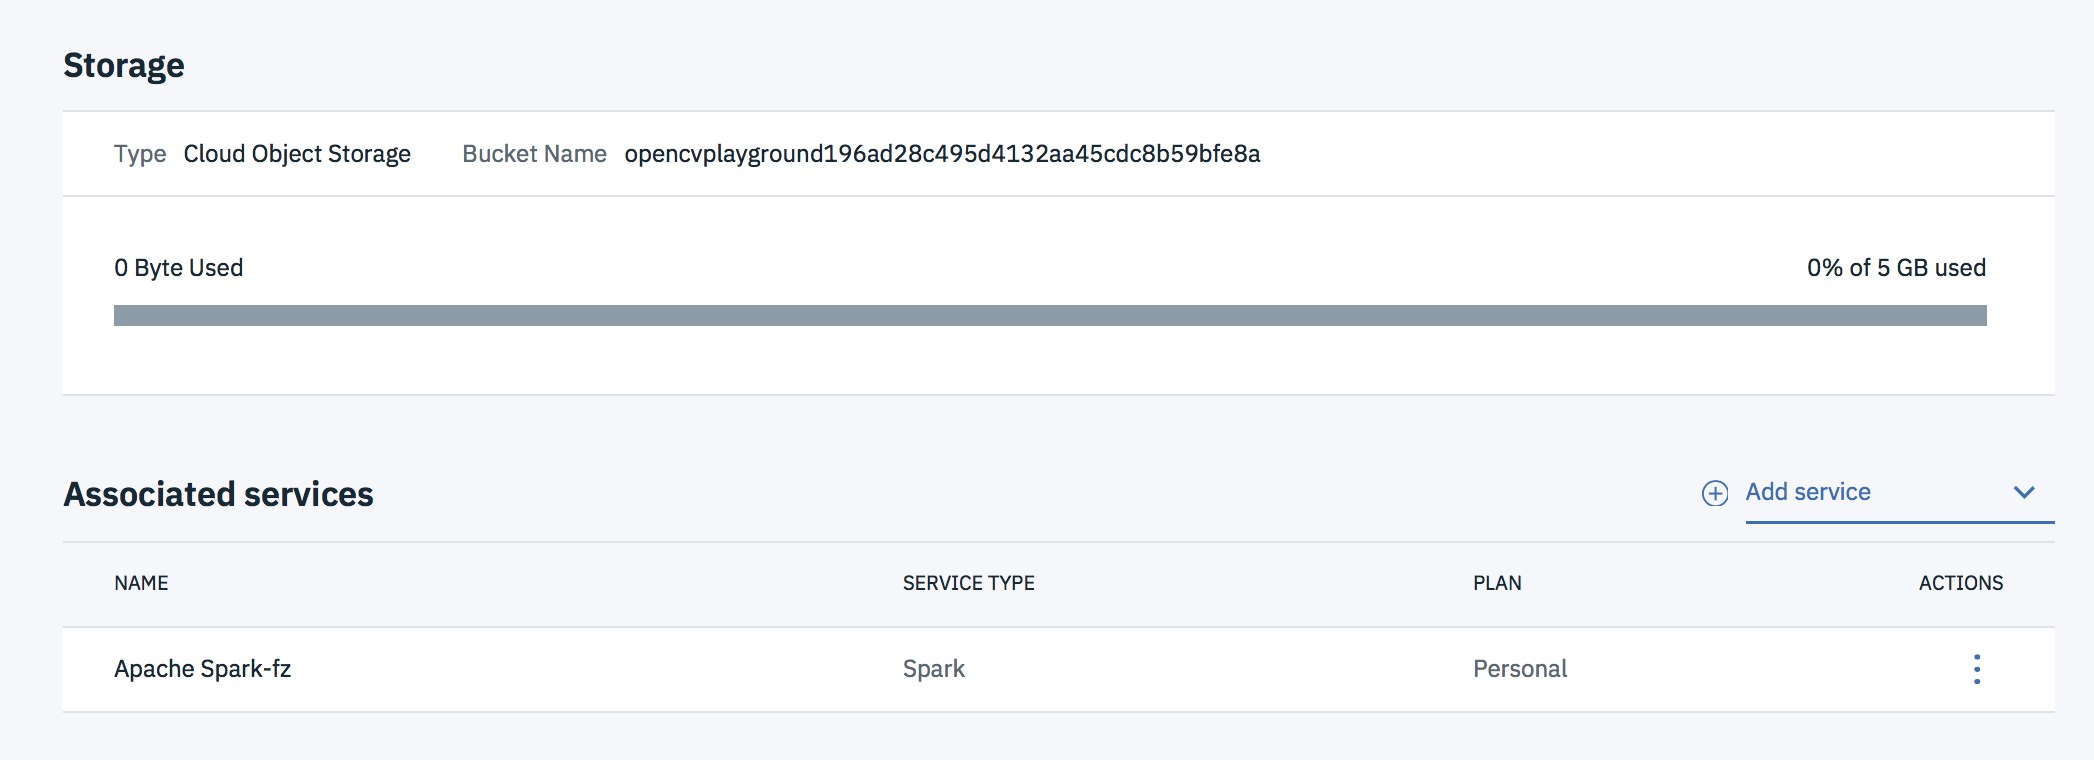 Storage
Type Cloud Object Storage Bucket Name opencvplayground196ad28c495d4132aa45cdc8b59bfe8a
0 Byte Used 0% of 5 GB used
Associated services Add service
NAME SERVICE TYPE PLAN ACTIONS
Apache Spark-fz Spark Personal